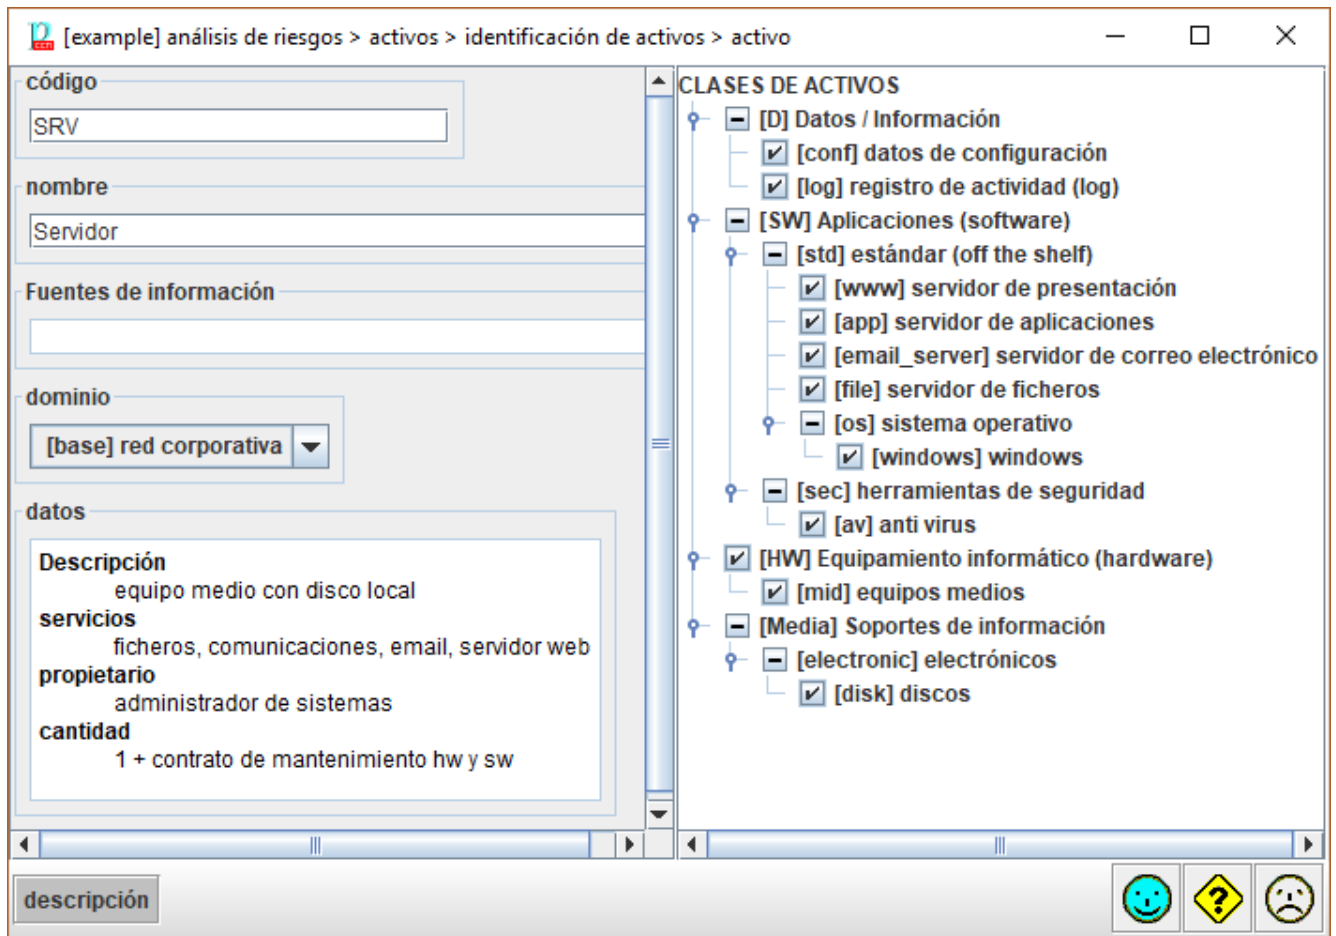 [example] análisis de riesgos > activos > identificación de activos > activo
código
SRV
nombre
Servidor
Fuentes de información
dominio
[base] red corporativa
datos
Descripción
equipo medio con disco local
servicios
ficheros, comunicaciones, email, servidor web
propietario
administrador de sistemas
cantidad
1 + contrato de mantenimiento hw y sw
CLASES DE ACTIVOS
[D] Datos / Información
[conf] datos de configuración
[log] registro de actividad (log)
[SW] Aplicaciones (software)
[std] estándar (off the shelf)
[www] servidor de presentación
[app] servidor de aplicaciones
[email_server] servidor de correo electrónico
[file] servidor de ficheros
[os] sistema operativo
[windows] windows
[sec] herramientas de seguridad
[av] anti virus
[HW] Equipamiento informático (hardware)
[mid] equipos medios
[Media] Soportes de información
[electronic] electrónicos
[disk] discos
descripción